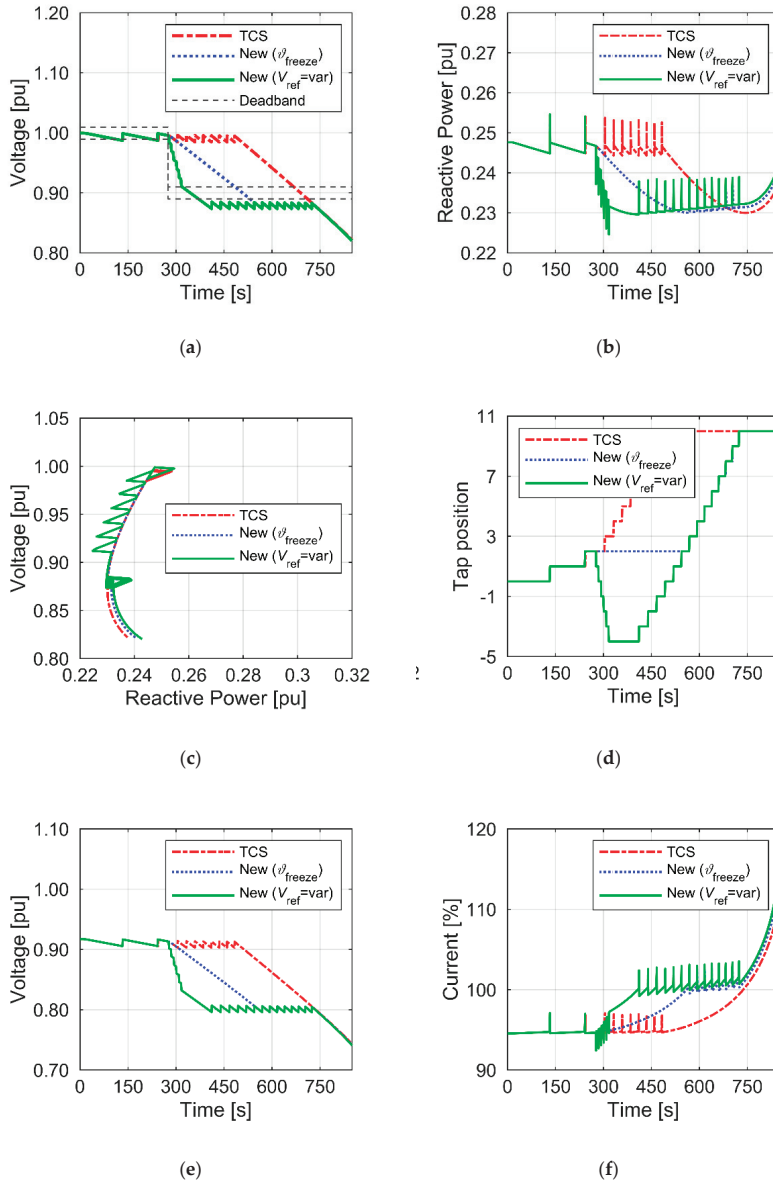 1.20
1.10
1.00
0.90
0.80
Voltage [pu]
TCS
New (ϑfreeze)
New (Vref=var)
Deadband
0 150 300 450 600 750
Time [s]
(a)
0.28
0.27
0.26
0.25
0.24
0.23
0.22
Reactive Power [pu]
TCS
New (ϑfreeze)
New (Vref=var)
0 150 300 450 600 750
Time [s]
(b)
1.05
1.00
0.95
0.90
0.85
0.80
Voltage [pu]
TCS
New (ϑfreeze)
New (Vref=var)
0.22 0.24 0.26 0.28 0.3 0.32
Reactive Power [pu]
(c)
11
7
3
-1
-5
Tap position
TCS
New (ϑfreeze)
New (Vref=var)
0 150 300 450 600 750
Time [s]
(d)
1.10
1.00
0.90
0.80
0.70
Voltage [pu]
TCS
New (ϑfreeze)
New (Vref=var)
0 150 300 450 600 750
Time [s]
(e)
120
110
100
90
Current [%]
TCS
New (ϑfreeze)
New (Vref=var)
0 150 300 450 600 750
Time [s]
(f)